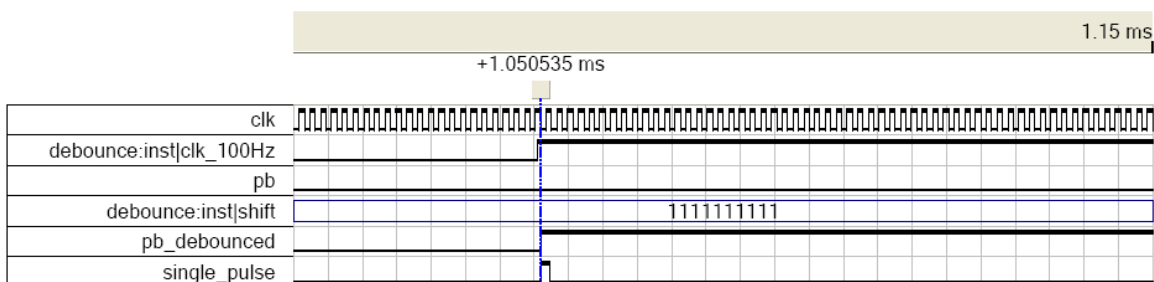 1.15 ms
+1.050535 ms
clk
debounce:inst|clk_100Hz
pb
debounce:inst|shift
1111111111
pb_debounced
single_pulse